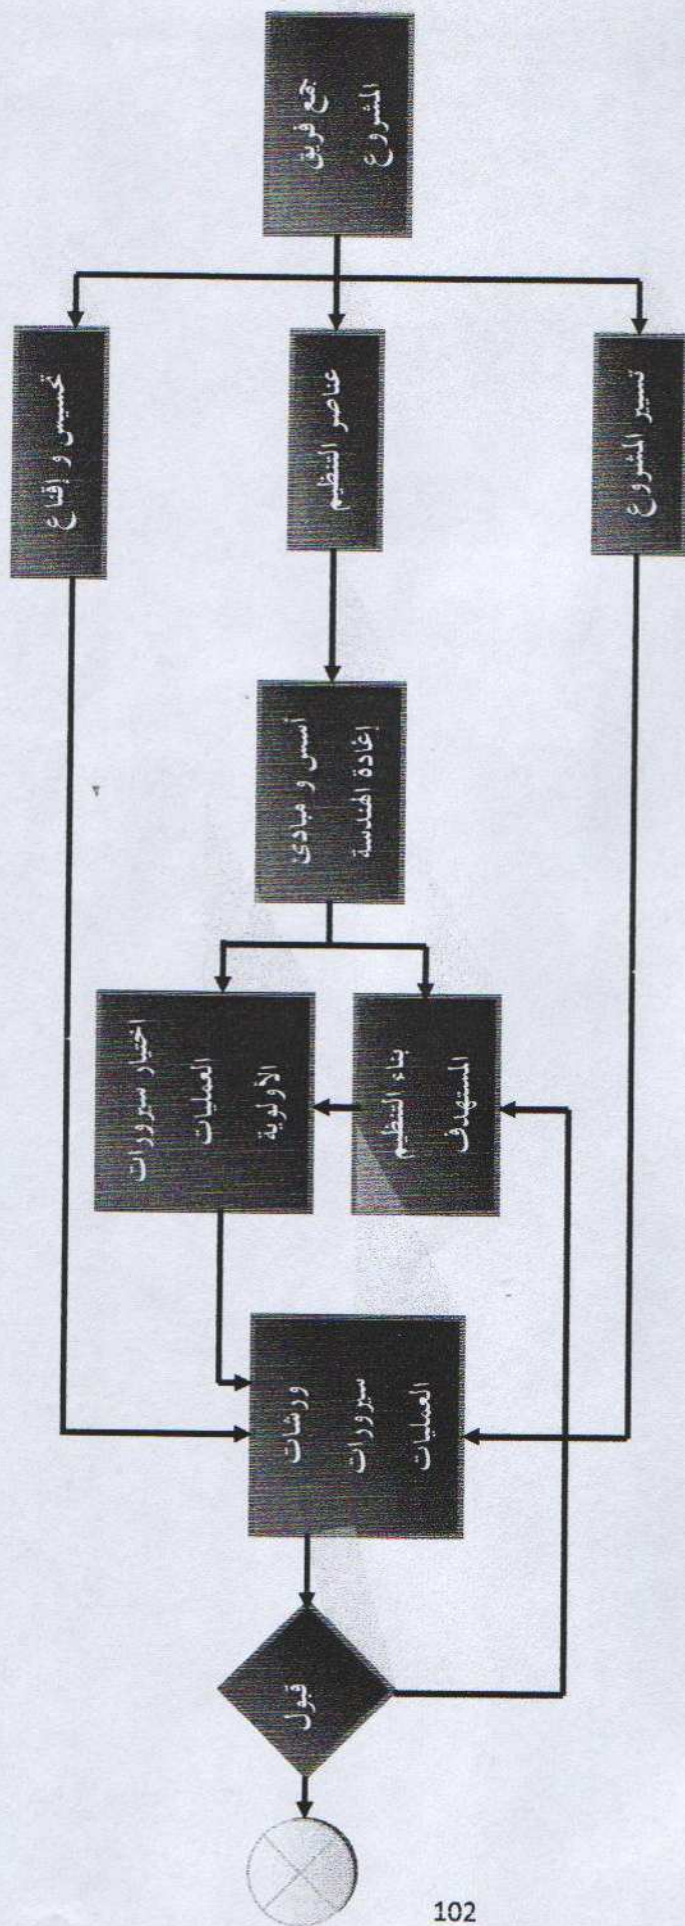 جمع فريق
المشروع
تحسيس و إقناع
عناصر التنظيم
تسيير المشروع
أسس و مبادئ
إعادة الهندسة
اختيار سيرورات
العمليات
الأولوية
بناء التنظيم
المستهدف
ورشات
سيرورات
العمليات
قبول
102